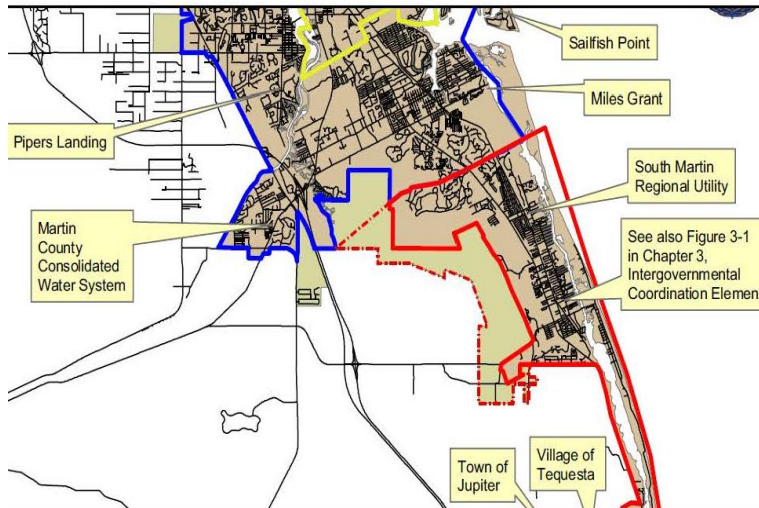 Sailfish Point
Miles Grant
Pipers Landing
South Martin
Regional Utility
Martin
County
Consolidated
Water System
See also Figure 3-1
in Chapter 3,
Intergovernmental
Coordination Elemen
Town of
Jupiter
Village of
Tequesta